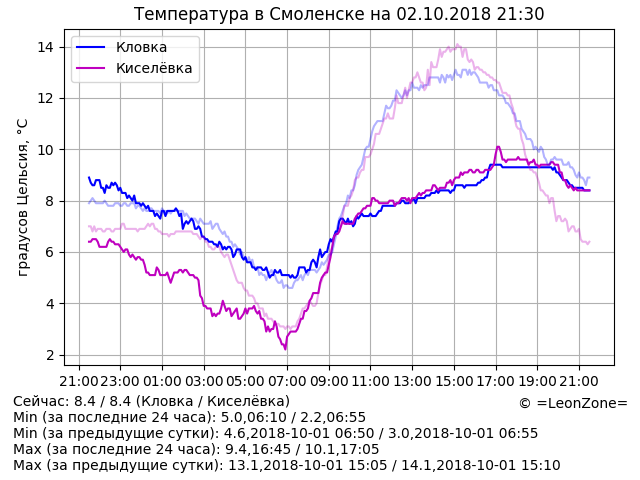 Температура в Смоленске на 02.10.2018 21:30
Кловка
Киселёвка
градусов Цельсия, °C
14
12
10
8
6
4
2
21:00 23:00 01:00 03:00 05:00 07:00 09:00 11:00 13:00 15:00 17:00 19:00 21:00
© =LeonZone=
Сейчас: 8.4 / 8.4 (Кловка / Киселёвка)
Min (за последние 24 часа): 5.0,06:10 / 2.2,06:55
Min (за предыдущие сутки): 4.6,2018-10-01 06:50 / 3.0,2018-10-01 06:55
Max (за последние 24 часа): 9.4,16:45 / 10.1,17:05
Max (за предыдущие сутки): 13.1,2018-10-01 15:05 / 14.1,2018-10-01 15:10